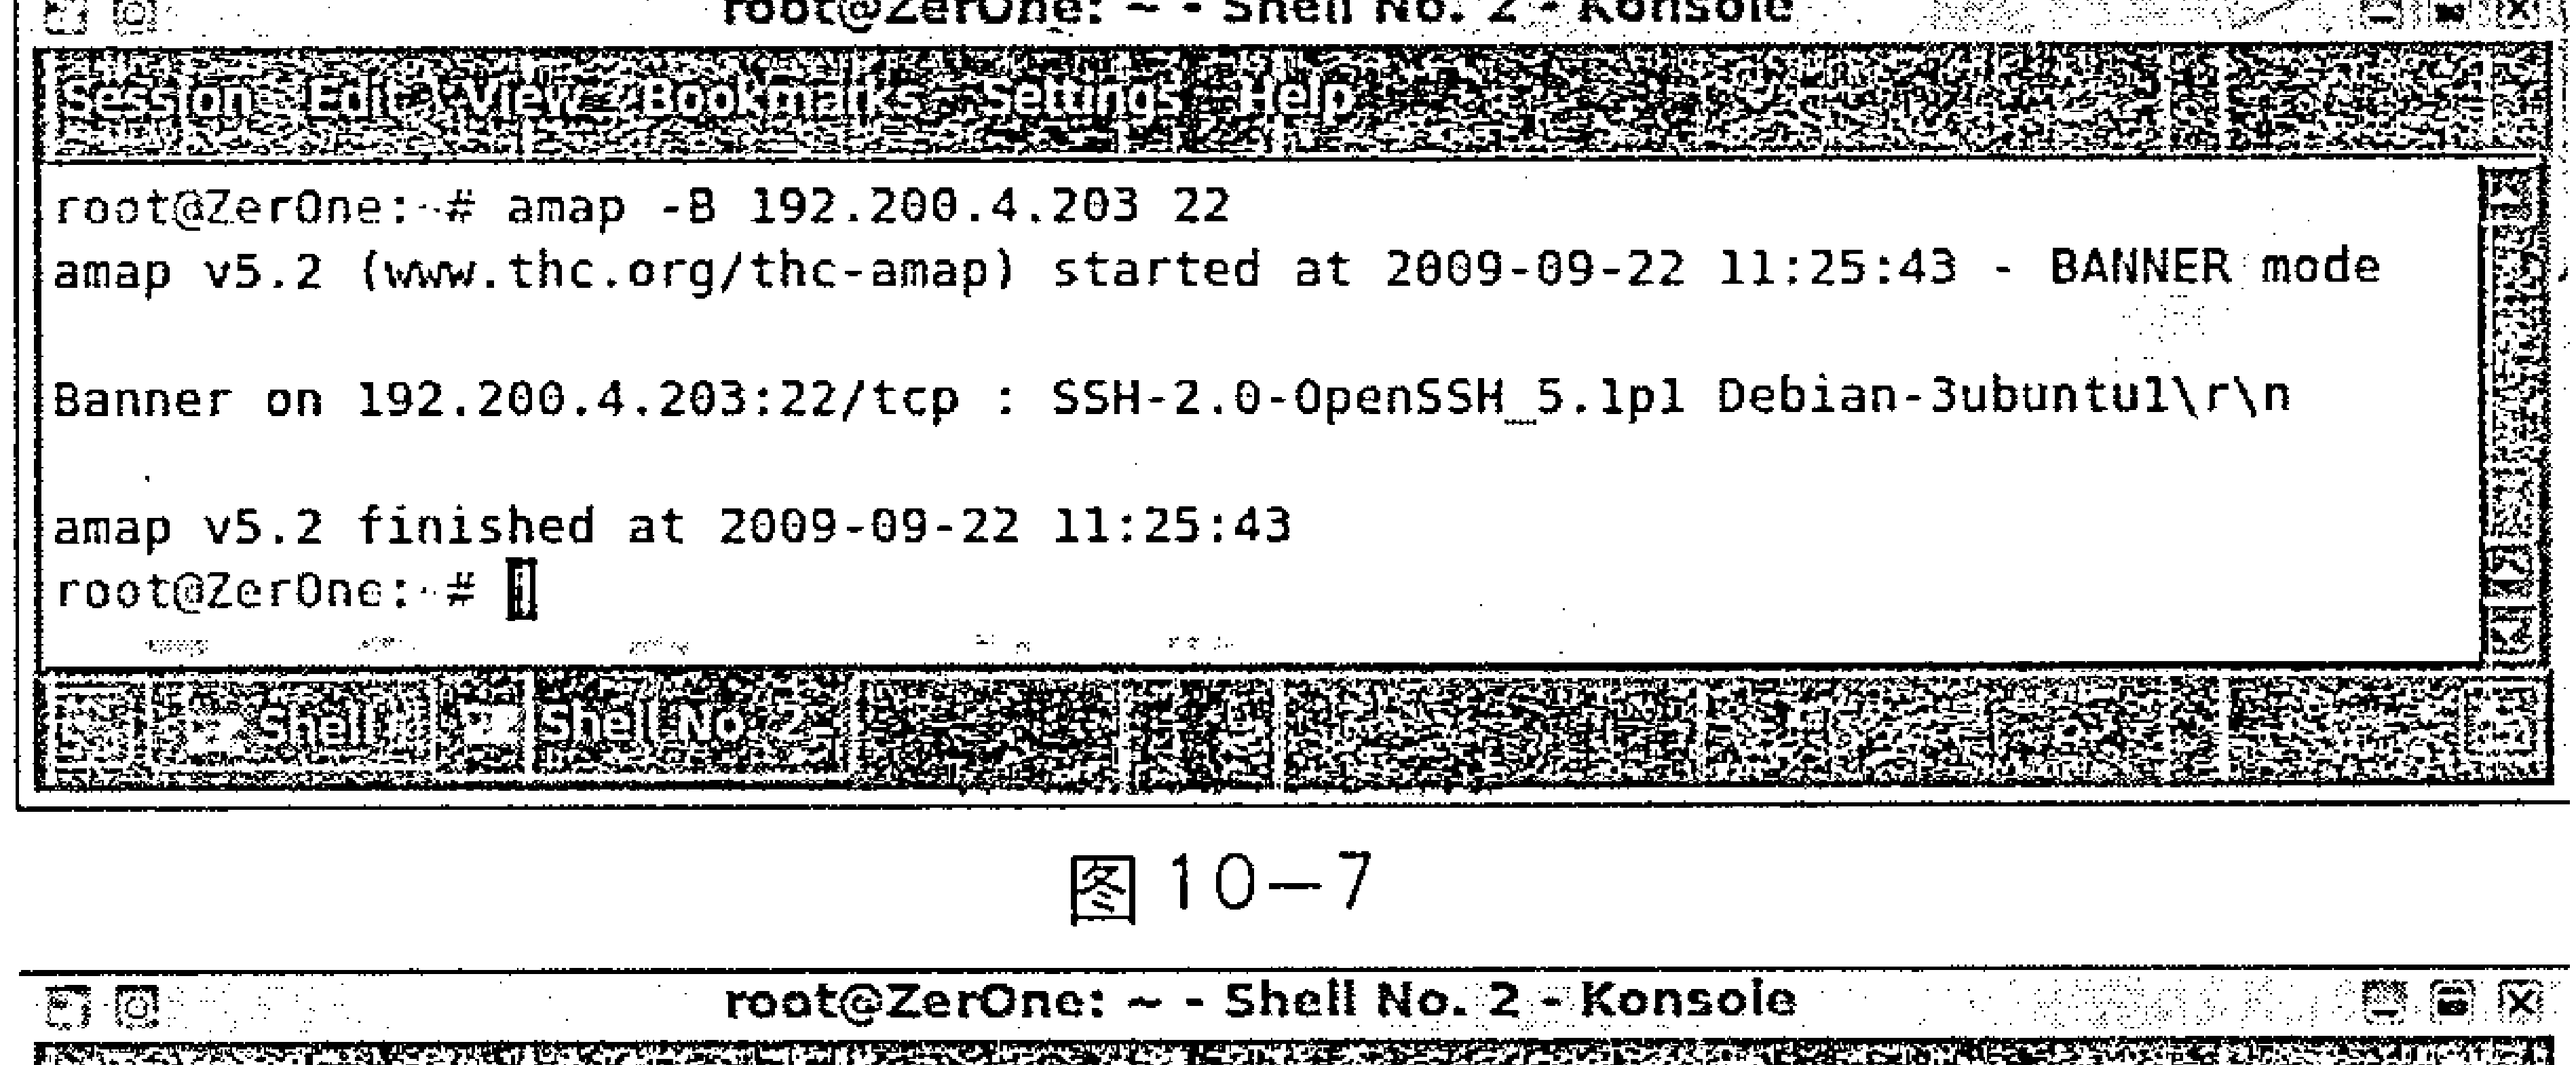 root@ZerOne: ~ - Shell No. 2 - Konsole
Session Edit View Bookmarks Settings Help
root@ZerOne:~# amap -B 192.200.4.203 22
amap v5.2 (www.thc.org/thc-amap) started at 2009-09-22 11:25:43 - BANNER mode
Banner on 192.200.4.203:22/tcp : SSH-2.0-OpenSSH_5.1p1 Debian-3ubuntu1\r\n
amap v5.2 finished at 2009-09-22 11:25:43
root@ZerOne:~#
Shell Shell No. 2
图 10-7
root@ZerOne: ~ - Shell No. 2 - Konsole